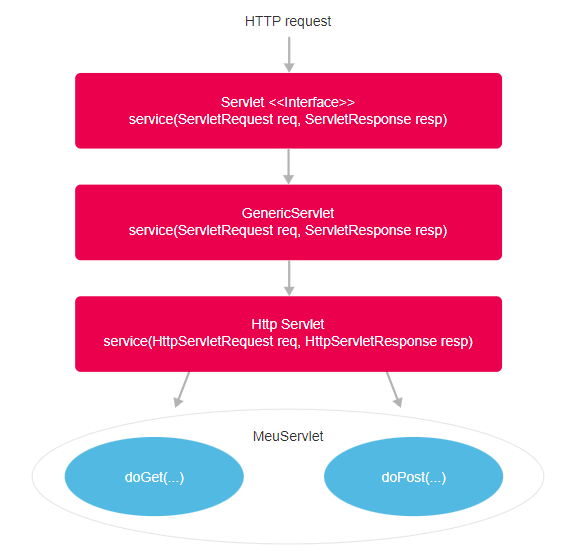 HTTP request
Servlet <<Interface>>
service(ServletRequest req, ServletResponse resp)
GenericServlet
service(ServletRequest req, ServletResponse resp)
Http Servlet
service(HttpServletRequest req, HttpServletResponse resp)
MeuServlet
doGet(...)
doPost(...)